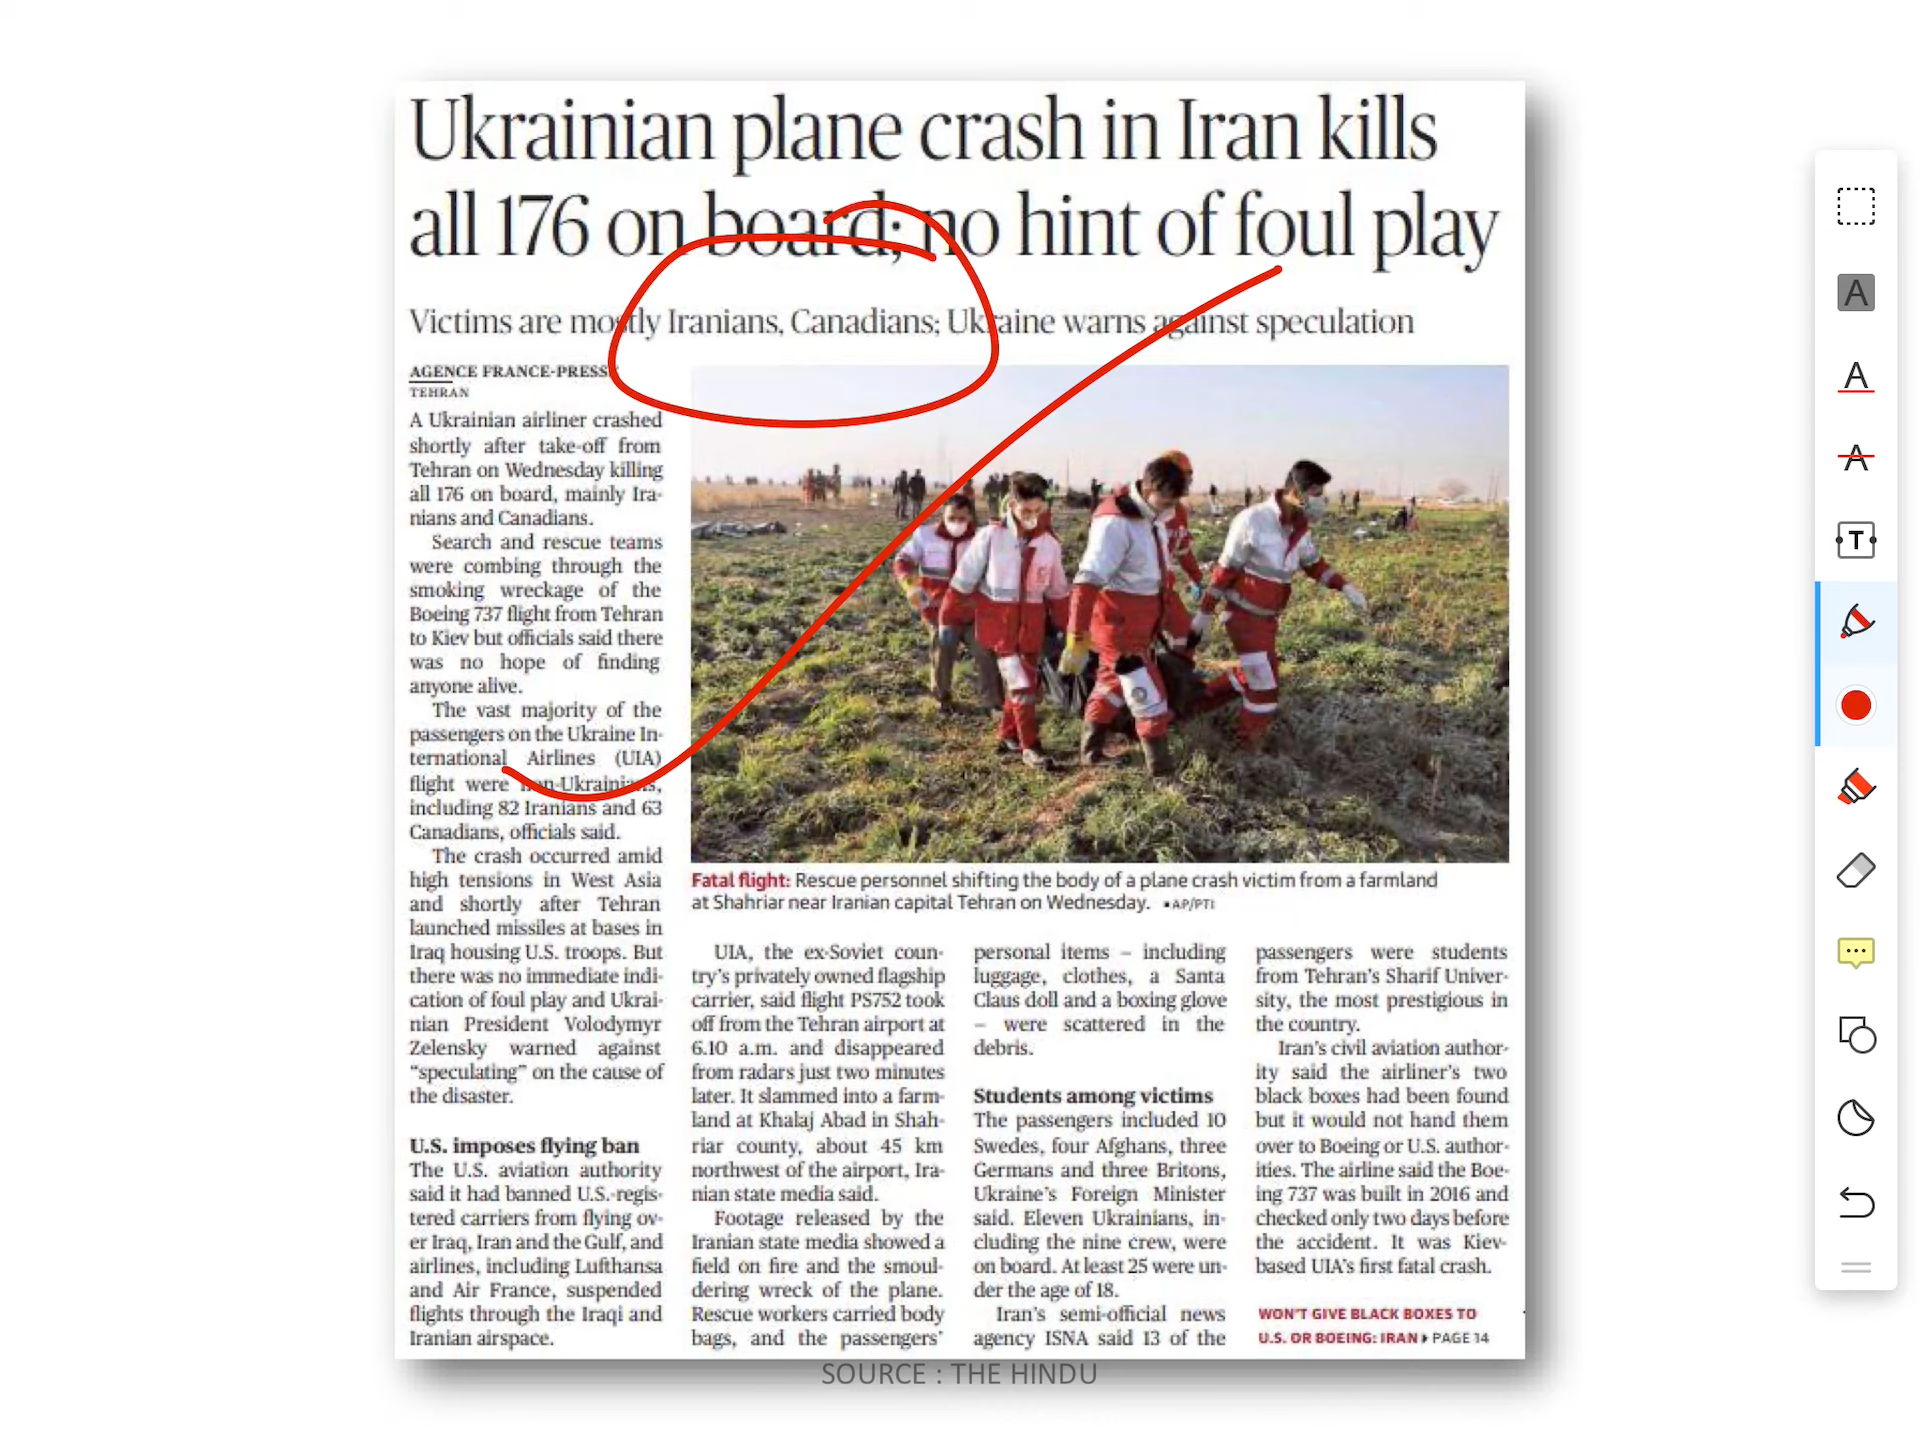 Ukrainian plane crash in Iran kills
all 176 on board; no hint of foul play
Victims are mostly Iranians, Canadians; Ukraine warns against speculation
AGENCE FRANCE-PRESSE
TEHRAN
A Ukrainian airliner crashed
shortly after take-off from
Tehran on Wednesday killing
all 176 on board, mainly Ira-
nians and Canadians.
Search and rescue teams
were combing through the
smoking wreckage of the
Boeing 737 flight from Tehran
to Kiev but officials said there
was no hope of finding
anyone alive.
The vast majority of the
passengers on the Ukraine In-
ternational Airlines (UIA)
flight were non-Ukrainians,
including 82 Iranians and 63
Canadians, officials said.
The crash occurred amid
high tensions in West Asia
and shortly after Tehran
launched missiles at bases in
Iraq housing U.S. troops. But
there was no immediate indi-
cation of foul play and Ukrai-
nian President Volodymyr
Zelensky warned against
“speculating” on the cause of
the disaster.
U.S. imposes flying ban
The U.S. aviation authority
said it had banned U.S.-regis-
tered carriers from flying ov-
er Iraq, Iran and the Gulf, and
airlines, including Lufthansa
and Air France, suspended
flights through the Iraqi and
Iranian airspace.
Fatal flight: Rescue personnel shifting the body of a plane crash victim from a farmland
at Shahriar near Iranian capital Tehran on Wednesday. ▪AP/PTI
UIA, the ex-Soviet coun-
try’s privately owned flagship
carrier, said flight PS752 took
off from the Tehran airport at
6.10 a.m. and disappeared
from radars just two minutes
later. It slammed into a farm-
land at Khalaj Abad in Shah-
riar county, about 45 km
northwest of the airport, Ira-
nian state media said.
Footage released by the
Iranian state media showed a
field on fire and the smoul-
dering wreck of the plane.
Rescue workers carried body
bags, and the passengers’
personal items – including
luggage, clothes, a Santa
Claus doll and a boxing glove
– were scattered in the
debris.
Students among victims
The passengers included 10
Swedes, four Afghans, three
Germans and three Britons,
Ukraine’s Foreign Minister
said. Eleven Ukrainians, in-
cluding the nine crew, were
on board. At least 25 were un-
der the age of 18.
Iran’s semi-official news
agency ISNA said 13 of the
passengers were students
from Tehran’s Sharif Univer-
sity, the most prestigious in
the country.
Iran’s civil aviation author-
ity said the airliner’s two
black boxes had been found
but it would not hand them
over to Boeing or U.S. author-
ities. The airline said the Boe-
ing 737 was built in 2016 and
checked only two days before
the accident. It was Kiev-
based UIA’s first fatal crash.
WON’T GIVE BLACK BOXES TO
U.S. OR BOEING: IRAN ▸ PAGE 14
SOURCE : THE HINDU
A
A
A
T